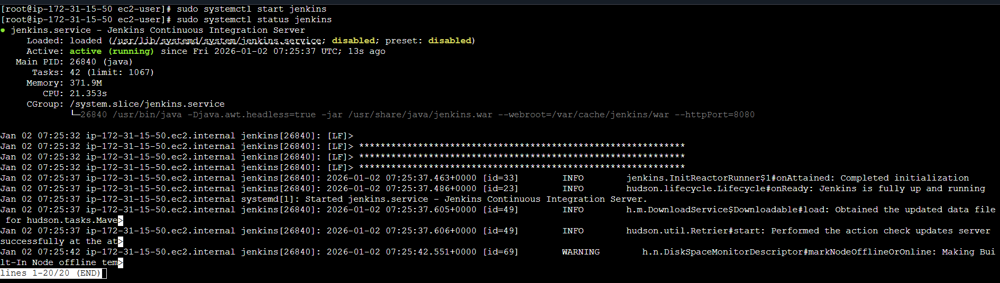 [root@ip-172-31-15-50 ec2-user]# sudo systemctl start jenkins
[root@ip-172-31-15-50 ec2-user]# sudo systemctl status jenkins
● jenkins.service - Jenkins Continuous Integration Server
     Loaded: loaded (/usr/lib/systemd/system/jenkins.service; disabled; preset: disabled)
     Active: active (running) since Fri 2026-01-02 07:25:37 UTC; 13s ago
   Main PID: 26840 (java)
      Tasks: 42 (limit: 1067)
     Memory: 371.9M
        CPU: 21.353s
     CGroup: /system.slice/jenkins.service
             └─26840 /usr/bin/java -Djava.awt.headless=true -jar /usr/share/java/jenkins.war --webroot=/var/cache/jenkins/war --httpPort=8080
Jan 02 07:25:32 ip-172-31-15-50.ec2.internal jenkins[26840]: [LF]>
Jan 02 07:25:32 ip-172-31-15-50.ec2.internal jenkins[26840]: [LF]> *************************************************************
Jan 02 07:25:32 ip-172-31-15-50.ec2.internal jenkins[26840]: [LF]> *************************************************************
Jan 02 07:25:32 ip-172-31-15-50.ec2.internal jenkins[26840]: [LF]> *************************************************************
Jan 02 07:25:37 ip-172-31-15-50.ec2.internal jenkins[26840]: 2026-01-02 07:25:37.463+0000 [id=33]        INFO        jenkins.InitReactorRunner$1#onAttained: Completed initialization
Jan 02 07:25:37 ip-172-31-15-50.ec2.internal jenkins[26840]: 2026-01-02 07:25:37.486+0000 [id=23]        INFO        hudson.lifecycle.Lifecycle#onReady: Jenkins is fully up and running
Jan 02 07:25:37 ip-172-31-15-50.ec2.internal systemd[1]: Started jenkins.service - Jenkins Continuous Integration Server.
Jan 02 07:25:37 ip-172-31-15-50.ec2.internal jenkins[26840]: 2026-01-02 07:25:37.605+0000 [id=49]        INFO        h.m.DownloadService$Downloadable#load: Obtained the updated data file
 for hudson.tasks.Mave>
Jan 02 07:25:37 ip-172-31-15-50.ec2.internal jenkins[26840]: 2026-01-02 07:25:37.606+0000 [id=49]        INFO        hudson.util.Retrier#start: Performed the action check updates server
successfully at the at>
Jan 02 07:25:42 ip-172-31-15-50.ec2.internal jenkins[26840]: 2026-01-02 07:25:42.551+0000 [id=69]        WARNING        h.n.DiskSpaceMonitorDescriptor#markNodeOfflineOrOnline: Making Bui
lt-In Node offline tem>
lines 1-20/20 (END)